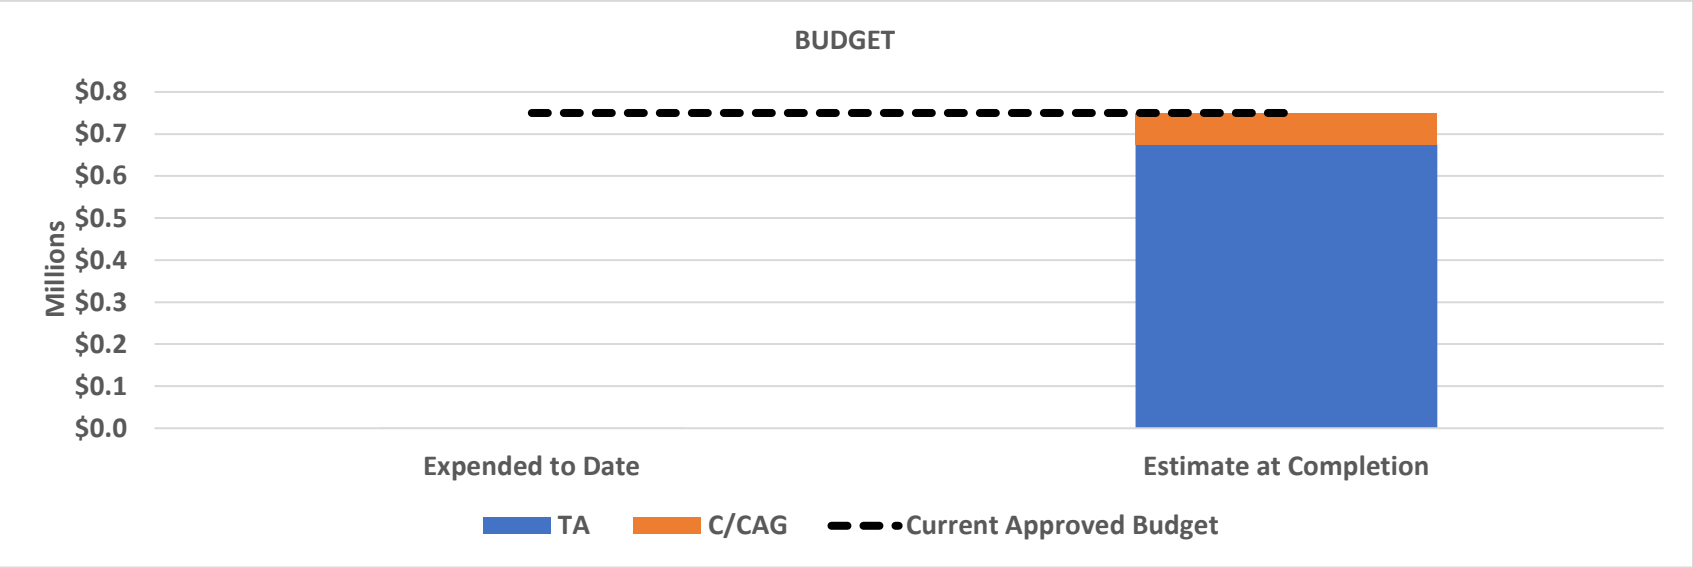 BUDGET
Millions
$0.8
$0.7
$0.6
$0.5
$0.4
$0.3
$0.2
$0.1
$0.0
Expended to Date Estimate at Completion
TA C/CAG Current Approved Budget